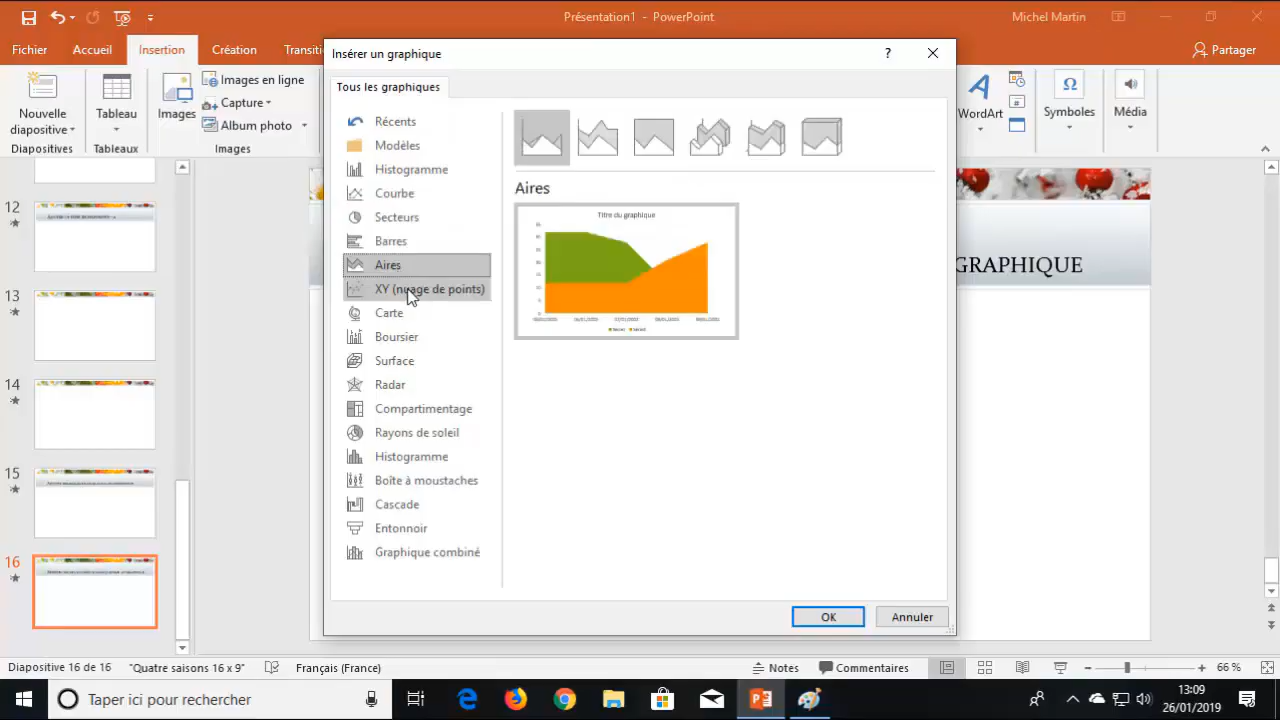 Présentation1 - PowerPoint
Michel Martin
Fichier
Accueil
Insertion
Création
Transiti
Partager
Insérer un graphique
?
Tous les graphiques
Nouvelle
diapositive
Diapositives
Tableau
Tableaux
Images
Images en ligne
Capture
Album photo
Images
WordArt
Symboles
Média
Récents
Modèles
Histogramme
Courbe
Secteurs
Barres
Aires
XY (nuage de points)
Carte
Boursier
Surface
Radar
Compartimentage
Rayons de soleil
Histogramme
Boîte à moustaches
Cascade
Entonnoir
Graphique combiné
Aires
Titre du graphique
GRAPHIQUE
12
13
14
15
16
OK
Annuler
Diapositive 16 de 16
"Quatre saisons 16 x 9"
Français (France)
Notes
Commentaires
66 %
Taper ici pour rechercher
13:09
26/01/2019